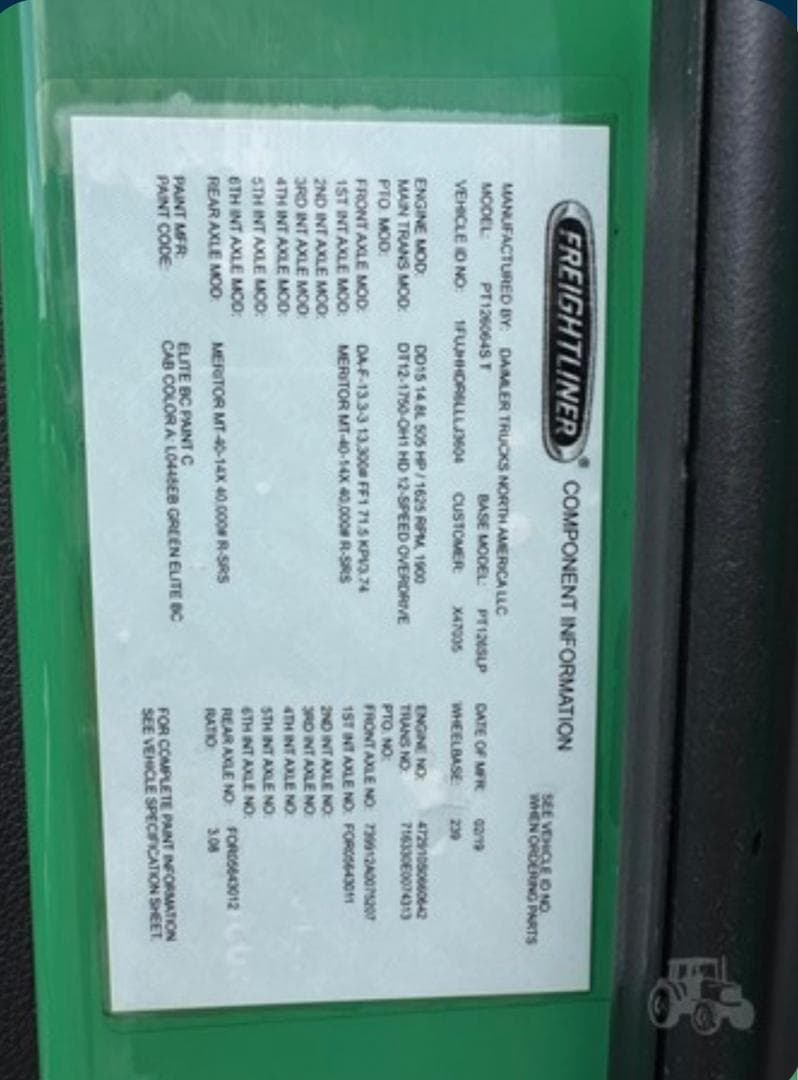 FREIGHTLINER® COMPONENT INFORMATION
SEE VEHICLE ID NO.
WHEN ORDERING PARTS
MANUFACTURED BY: DAIMLER TRUCKS NORTH AMERICA LLC
MODEL: PT126064S T BASE MODEL: PT126SLP DATE OF MFR: 02/19
VEHICLE ID NO: CUSTOMER: X47035 WHEELBASE: 239
ENGINE MOD: DD15 14.8L 505 HP / 1625 RPM, 1900 ENGINE NO:
MAIN TRANS MOD: DT12-1750-OH1 HD 12-SPEED OVERDRIVE TRANS NO: 716330E0074313
PTO. MOD: PTO. NO:
FRONT AXLE MOD: DA-F-13.3-3 13,300# FF1 71.5 KPI/3.74 FRONT AXLE NO:
1ST INT AXLE MOD: MERITOR MT-40-14X 40,000# R-SRS 1ST INT AXLE NO: FOR05643011
2ND INT AXLE MOD: 2ND INT AXLE NO:
3RD INT AXLE MOD: 3RD INT AXLE NO:
4TH INT AXLE MOD: 4TH INT AXLE NO:
5TH INT AXLE MOD: 5TH INT AXLE NO:
6TH INT AXLE MOD: 6TH INT AXLE NO:
REAR AXLE MOD: MERITOR MT-40-14X 40,000# R-SRS REAR AXLE NO: FOR05643012
RATIO: 3.08
PAINT MFR: ELITE BC PAINT C
PAINT CODE: CAB COLOR A: L0445EB GREEN ELITE BC
FOR COMPLETE PAINT INFORMATION
SEE VEHICLE SPECIFICATION SHEET.